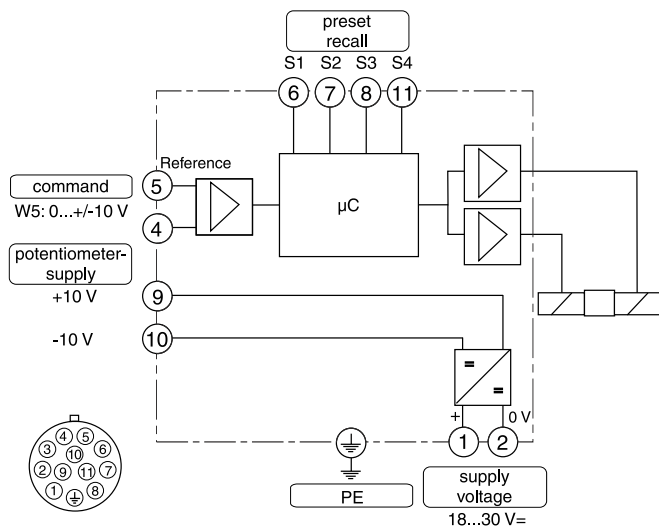 preset
recall
S1 S2 S3 S4
6 7 8 11
Reference
5
command
W5: 0...+/-10 V
4
µC
potentiometer-
supply
+10 V
9
-10 V
10
=
=
+ 0 V
1 2
4 5
3 10 6
2 9 11 7
1 8
PE
supply
voltage
18...30 V=